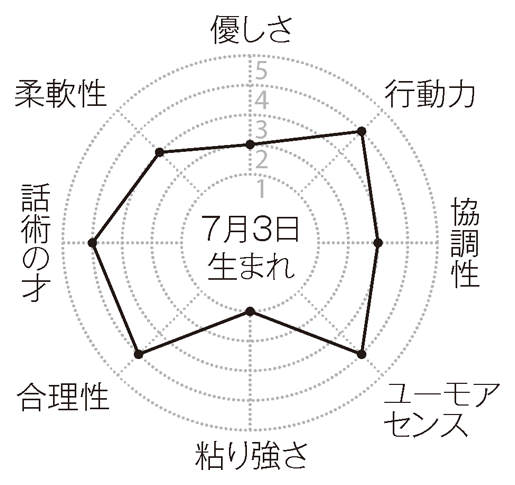 優しさ
行動力
協調性
ユーモア
センス
粘り強さ
合理性
話術の才
柔軟性
5
4
3
2
1
7月3日
生まれ